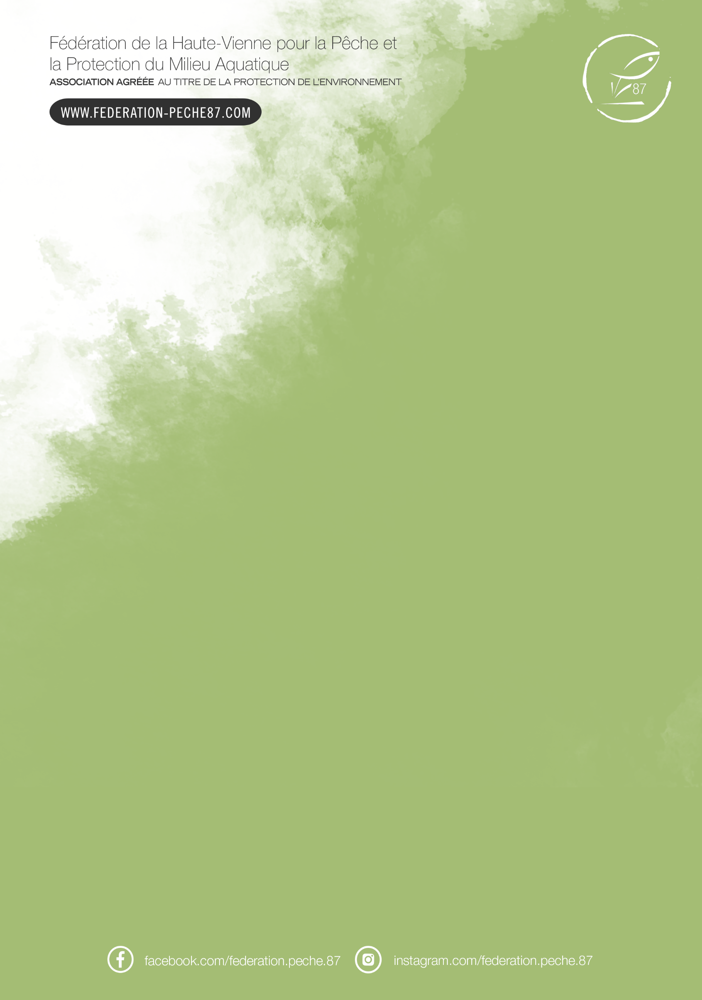 Fédération de la Haute-Vienne pour la Pêche et
la Protection du Milieu Aquatique
ASSOCIATION AGRÉÉE AU TITRE DE LA PROTECTION DE L'ENVIRONNEMENT
WWW.FEDERATION-PECHE87.COM
87
facebook.com/federation.peche.87
instagram.com/federation.peche.87